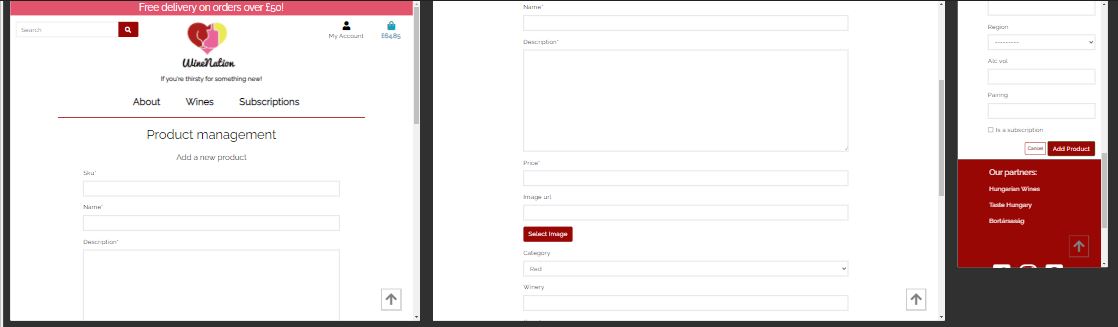 Free delivery on orders over £50!
Search
My Account
£64.85
WineNation
If you're thirsty for something new!
About Wines Subscriptions
Product management
Add a new product
Sku*
Name*
Description*
Name*
Description*
Price*
Image url
Select Image
Category
Red
Winery
Region
---------
Alc.vol
Pairing
Is a subscription
Cancel Add Product
Our partners:
Hungarian Wines
Taste Hungary
Bortársaság